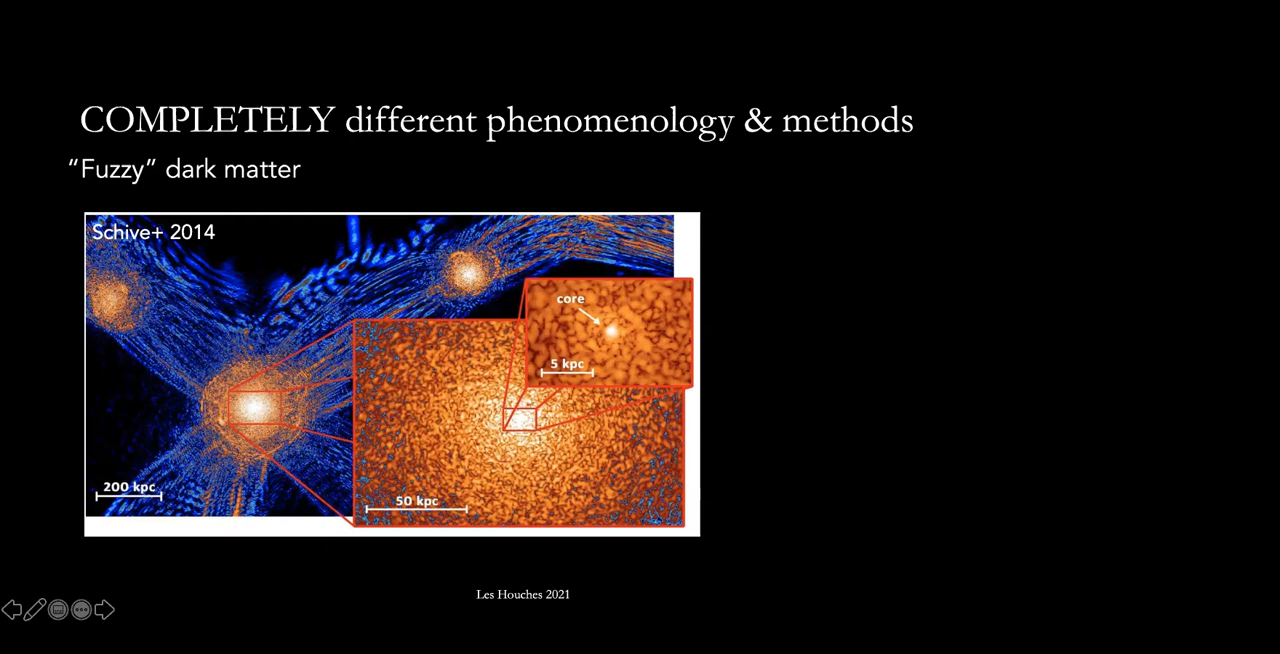 COMPLETELY different phenomenology & methods
“Fuzzy” dark matter
Schive+ 2014
core
5 kpc
200 kpc
50 kpc
Les Houches 2021